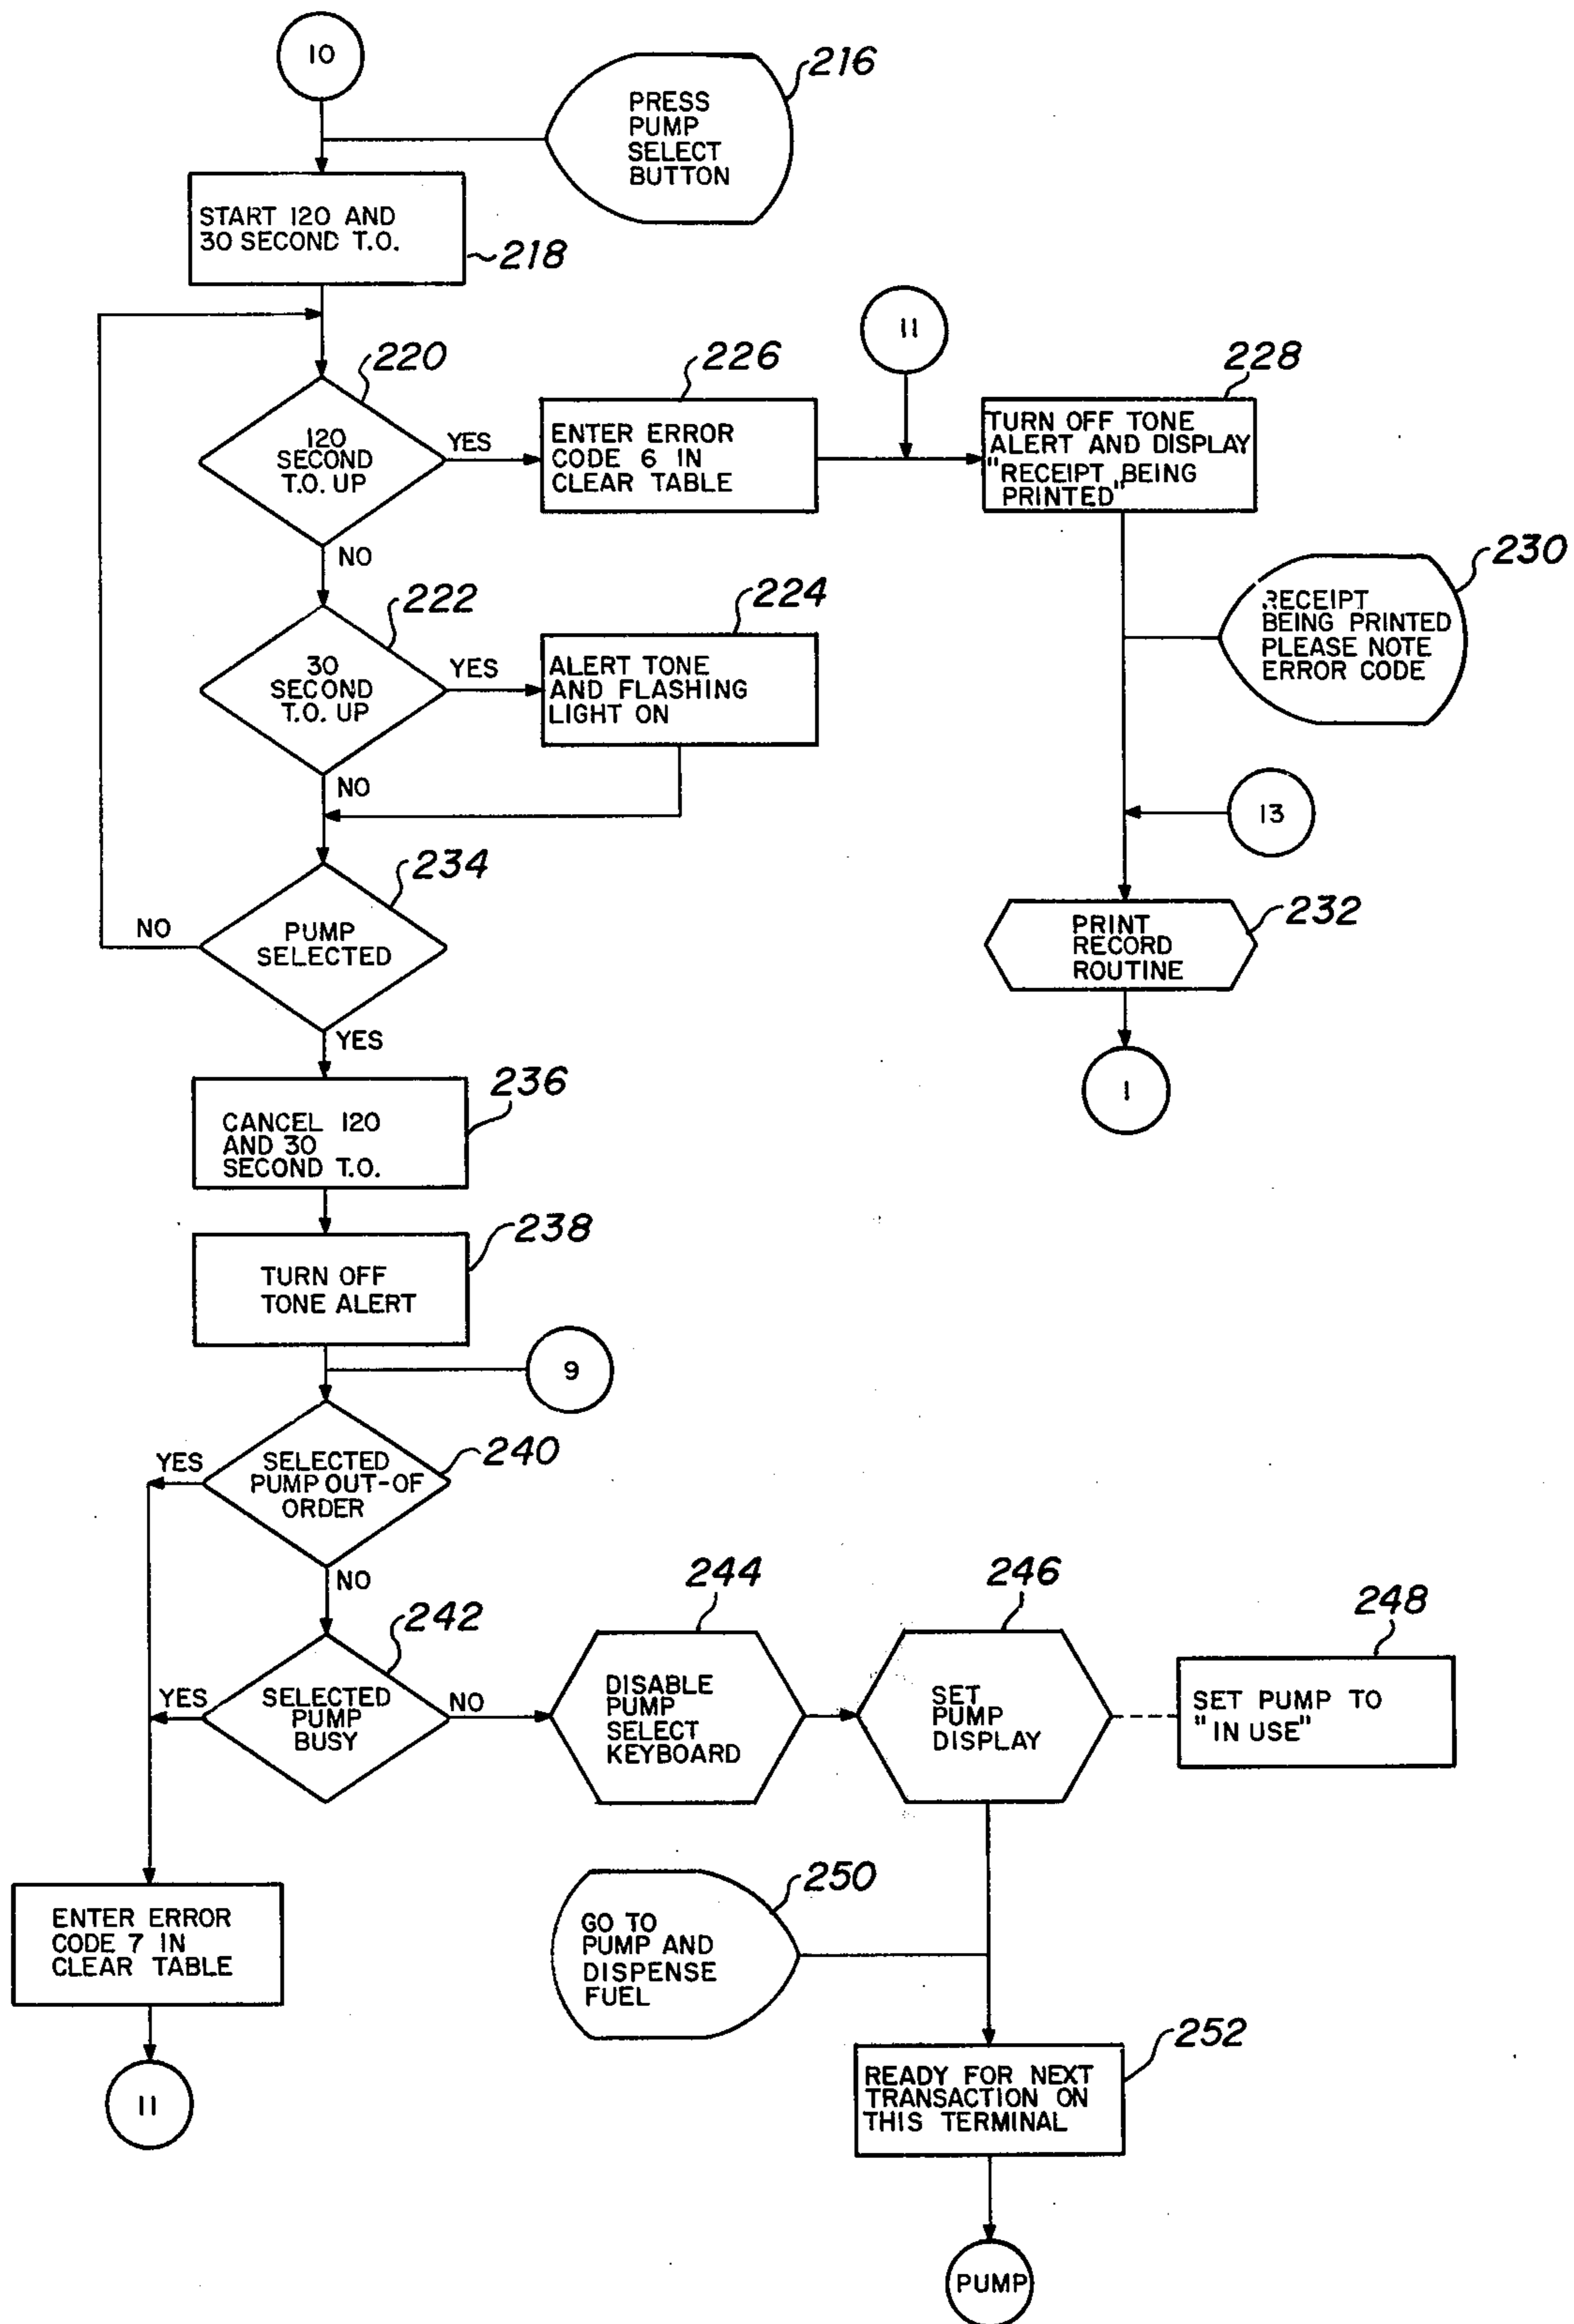 10
216
PRESS
PUMP
SELECT
BUTTON
START 120 AND
30 SECOND T.O.
218
11
220
226
228
120
SECOND
T.O. UP
YES
NO
ENTER ERROR
CODE 6 IN
CLEAR TABLE
TURN OFF TONE
ALERT AND DISPLAY
"RECEIPT BEING
PRINTED"
230
RECEIPT
BEING PRINTED
PLEASE NOTE
ERROR CODE
222
224
30
SECOND
T.O. UP
YES
NO
ALERT TONE
AND FLASHING
LIGHT ON
13
234
PUMP
SELECTED
NO
YES
232
PRINT
RECORD
ROUTINE
1
236
CANCEL 120
AND 30
SECOND T.O.
238
TURN OFF
TONE ALERT
9
240
YES
SELECTED
PUMP OUT-OF
ORDER
NO
242
YES
SELECTED
PUMP
BUSY
NO
244
DISABLE
PUMP
SELECT
KEYBOARD
246
SET
PUMP
DISPLAY
248
SET PUMP TO
"IN USE"
250
GO TO
PUMP AND
DISPENSE
FUEL
ENTER ERROR
CODE 7 IN
CLEAR TABLE
11
252
READY FOR NEXT
TRANSACTION ON
THIS TERMINAL
PUMP